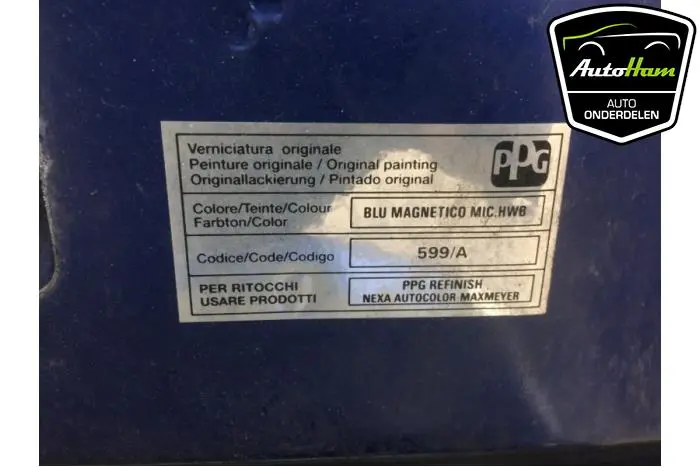 AutoHam
AUTO
ONDERDELEN
Verniciatura originale
Peinture originale / Original painting
Originallackierung / Pintado original
PPG
Colore/Teinte/Colour
Farbton/Color
BLU MAGNETICO MIC.HWB
Codice/Code/Codigo
599/A
PER RITOCCHI
USARE PRODOTTI
PPG REFINISH
NEXA AUTOCOLOR-MAXMEYER